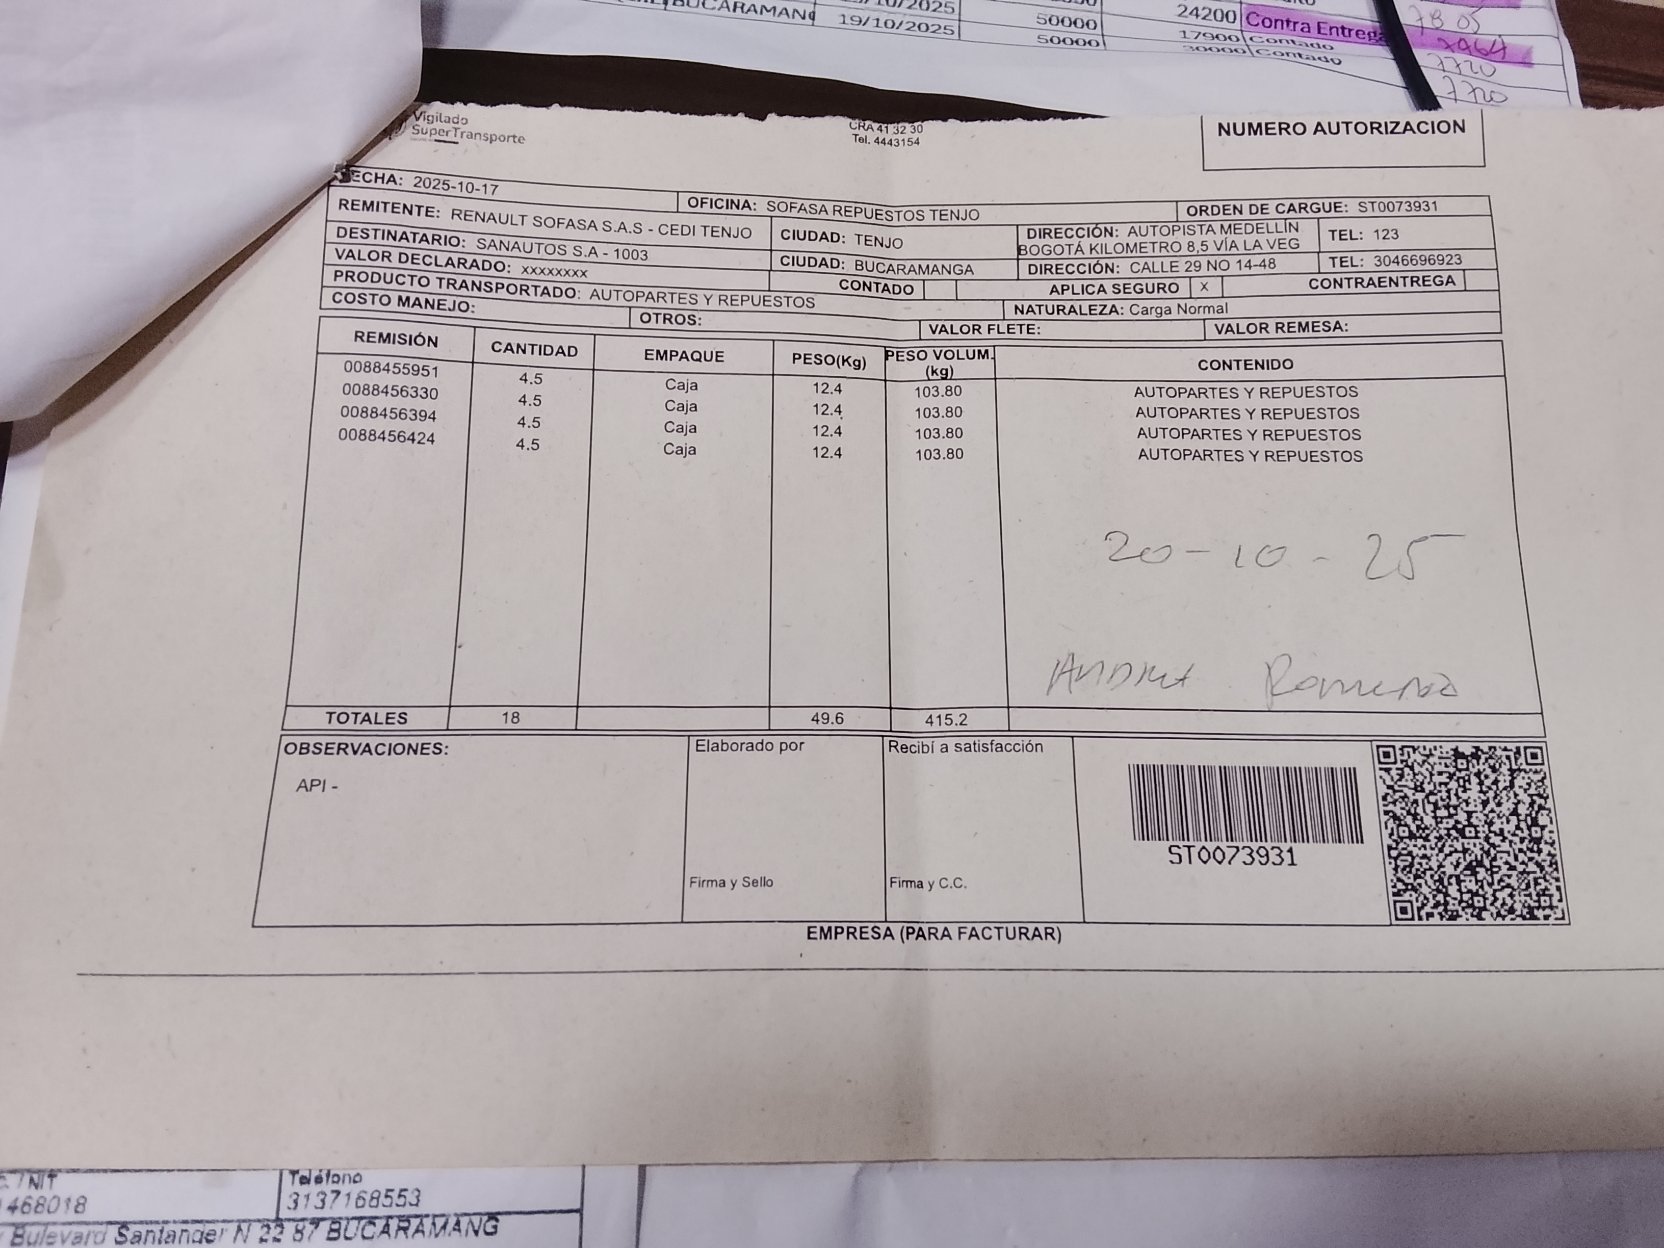 /10/2025
BUCARAMANG 19/10/2025 50000 24200 Contra Entrega 7805
50000 17900 Contado 7964
30000 Contado 7720
7720
Vigilado
SuperTransporte
CRA 41 32 30
Tel. 4443154
NUMERO AUTORIZACION
FECHA: 2025-10-17 OFICINA: SOFASA REPUESTOS TENJO ORDEN DE CARGUE: ST0073931
REMITENTE: RENAULT SOFASA S.A.S - CEDI TENJO CIUDAD: TENJO DIRECCIÓN: AUTOPISTA MEDELLÍN
BOGOTÁ KILOMETRO 8,5 VÍA LA VEG TEL: 123
DESTINATARIO: SANAUTOS S.A - 1003 CIUDAD: BUCARAMANGA DIRECCIÓN: CALLE 29 NO 14-48 TEL: 3046696923
VALOR DECLARADO: xxxxxxxx CONTADO APLICA SEGURO X CONTRAENTREGA
PRODUCTO TRANSPORTADO: AUTOPARTES Y REPUESTOS NATURALEZA: Carga Normal
COSTO MANEJO: OTROS: VALOR FLETE: VALOR REMESA:
REMISIÓN CANTIDAD EMPAQUE PESO(Kg) PESO VOLUM.
(kg) CONTENIDO
0088455951 4.5 Caja 12.4 103.80 AUTOPARTES Y REPUESTOS
0088456330 4.5 Caja 12.4 103.80 AUTOPARTES Y REPUESTOS
0088456394 4.5 Caja 12.4 103.80 AUTOPARTES Y REPUESTOS
0088456424 4.5 Caja 12.4 103.80 AUTOPARTES Y REPUESTOS
20-10-25
TOTALES 18 49.6 415.2
OBSERVACIONES: Elaborado por Recibí a satisfacción
API -
ST0073931
Firma y Sello Firma y C.C.
EMPRESA (PARA FACTURAR)
/NIT Teléfono
468018 3137168553
Bulevard Santander N 22 87 BUCARAMANG